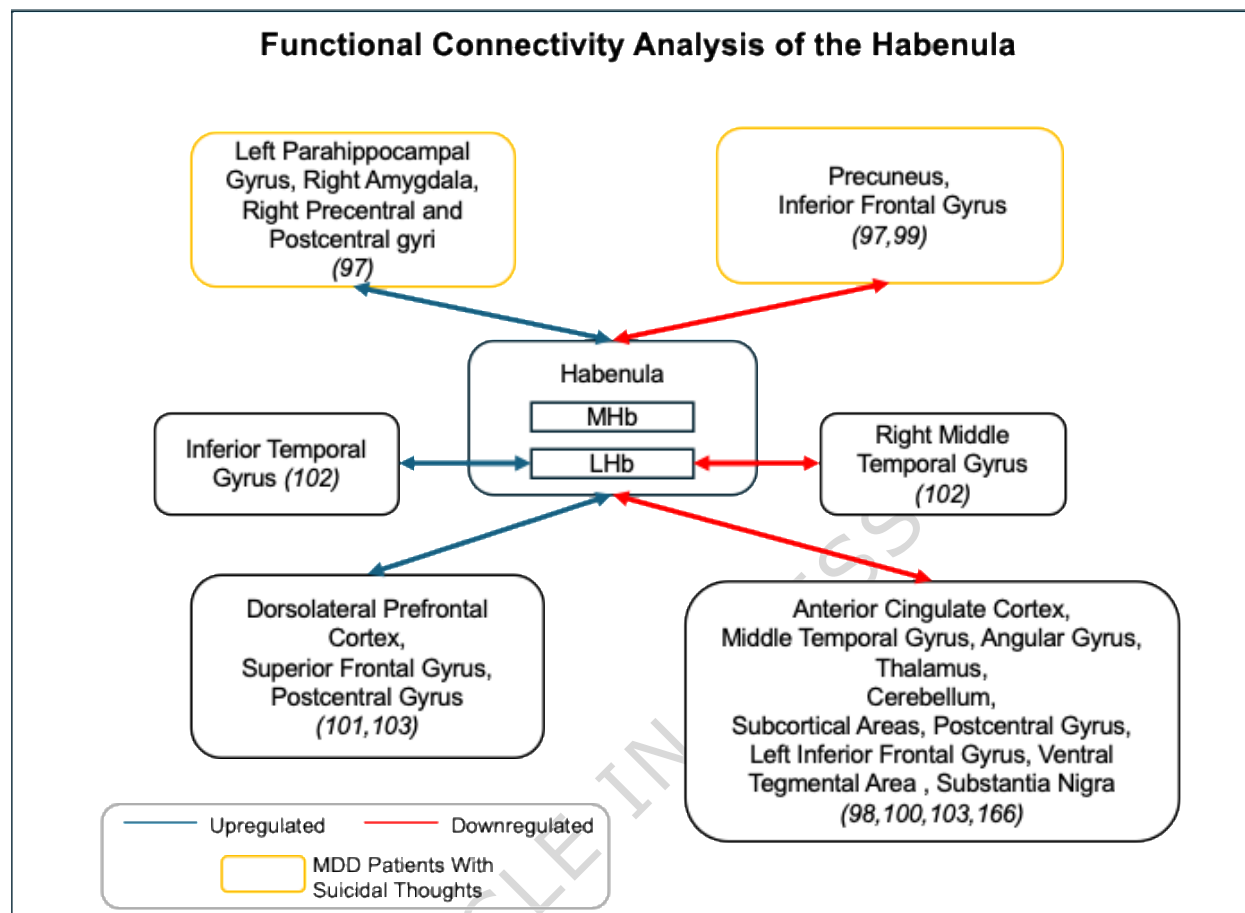 Functional Connectivity Analysis of the Habenula
Left Parahippocampal
Gyrus, Right Amygdala,
Right Precentral and
Postcentral gyri
(97)
Precuneus,
Inferior Frontal Gyrus
(97,99)
Habenula
MHb
LHb
Inferior Temporal
Gyrus (102)
Right Middle
Temporal Gyrus
(102)
Dorsolateral Prefrontal
Cortex,
Superior Frontal Gyrus,
Postcentral Gyrus
(101,103)
Anterior Cingulate Cortex,
Middle Temporal Gyrus, Angular Gyrus,
Thalamus,
Cerebellum,
Subcortical Areas, Postcentral Gyrus,
Left Inferior Frontal Gyrus, Ventral
Tegmental Area , Substantia Nigra
(98,100,103,166)
Upregulated
Downregulated
MDD Patients With
Suicidal Thoughts